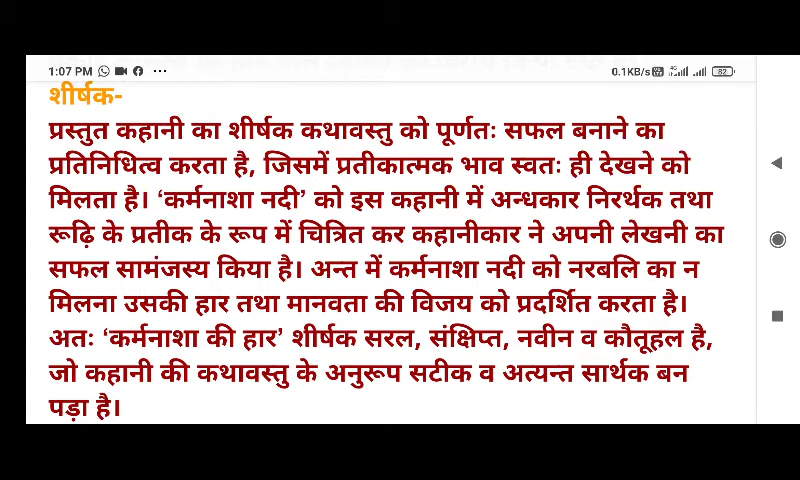 1:07 PM
0.1KB/s 82
शीर्षक-
प्रस्तुत कहानी का शीर्षक कथावस्तु को पूर्णतः सफल बनाने का
प्रतिनिधित्व करता है, जिसमें प्रतीकात्मक भाव स्वतः ही देखने को
मिलता है। ‘कर्मनाशा नदी’ को इस कहानी में अन्धकार निरर्थक तथा
रूढ़ि के प्रतीक के रूप में चित्रित कर कहानीकार ने अपनी लेखनी का
सफल सामंजस्य किया है। अन्त में कर्मनाशा नदी को नरबलि का न
मिलना उसकी हार तथा मानवता की विजय को प्रदर्शित करता है।
अतः ‘कर्मनाशा की हार’ शीर्षक सरल, संक्षिप्त, नवीन व कौतूहल है,
जो कहानी की कथावस्तु के अनुरूप सटीक व अत्यन्त सार्थक बन
पड़ा है।